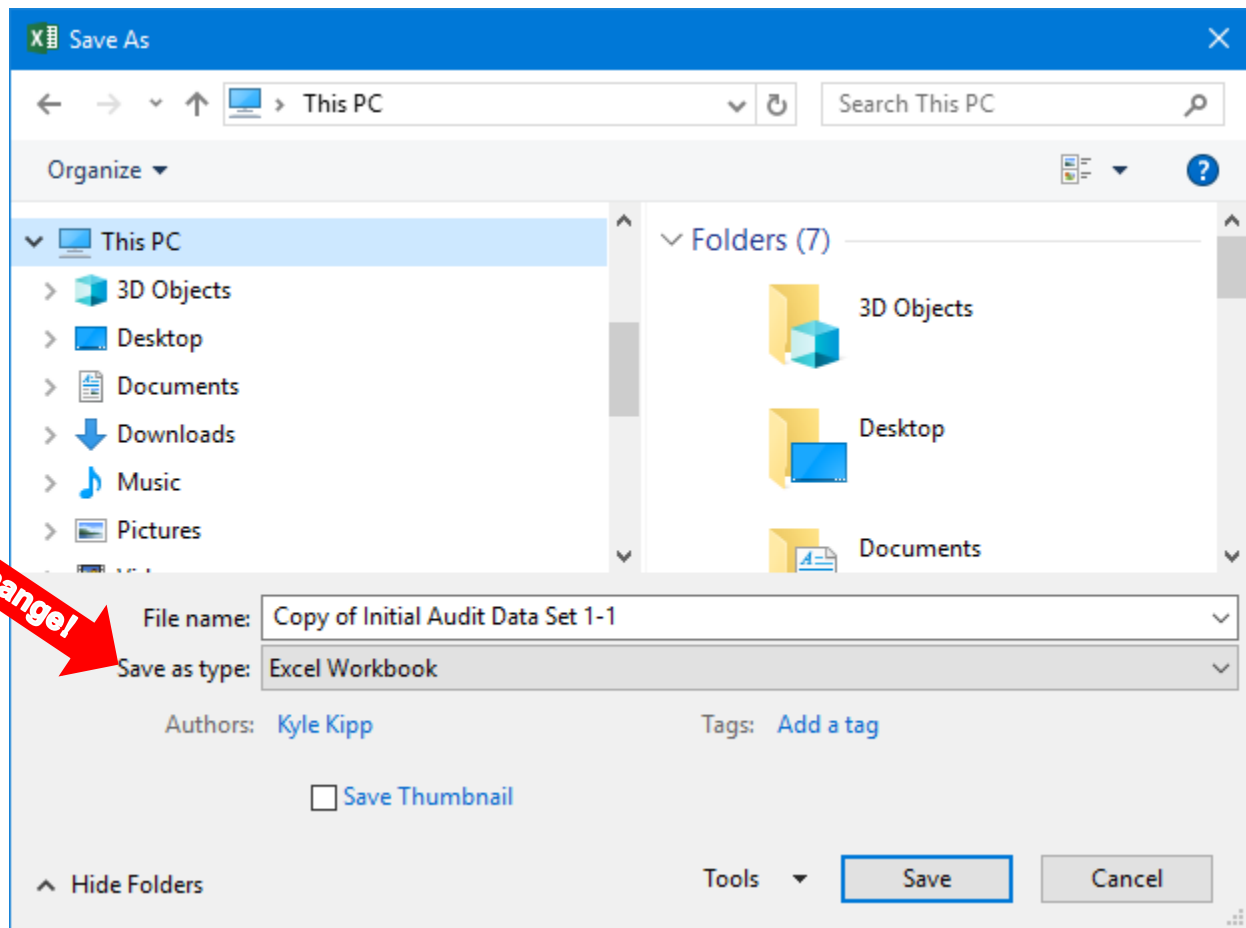 Save As
This PC
Search This PC
Organize
?
This PC
3D Objects
Desktop
Documents
Downloads
Music
Pictures
Folders (7)
3D Objects
Desktop
Documents
File name: Copy of Initial Audit Data Set 1-1
Save as type: Excel Workbook
Authors: Kyle Kipp
Tags: Add a tag
Save Thumbnail
Hide Folders
Tools
Save
Cancel